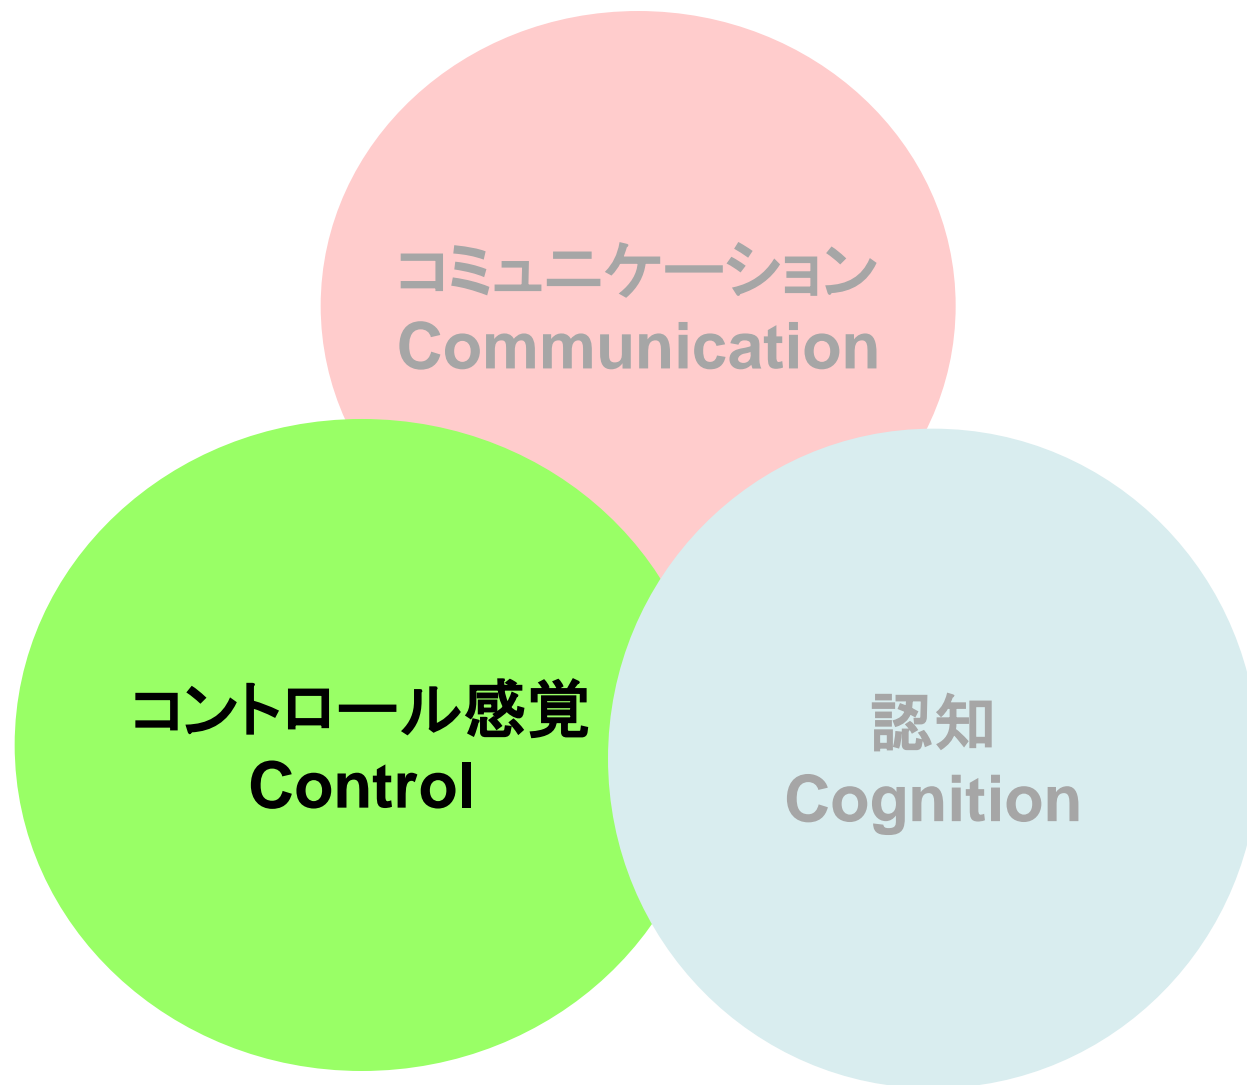 コミュニケーション
Communication
コントロール感覚
Control
認知
Cognition